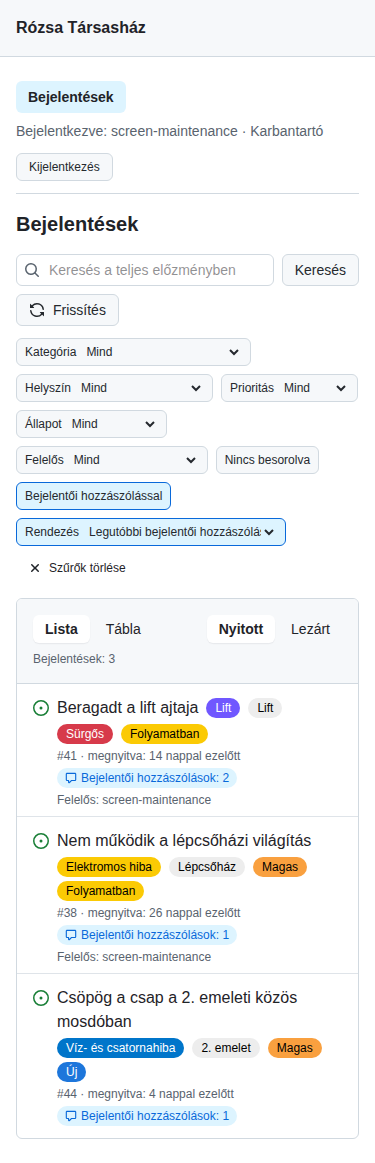 Rózsa Társasház
Bejelentések
Bejelentkezve: screen-maintenance · Karbantartó
Kijelentkezés
Bejelentések
Keresés a teljes előzményben
Keresés
Frissítés
Kategória Mind
Helyszín Mind
Prioritás Mind
Állapot Mind
Felelős Mind
Nincs besorolva
Bejelentői hozzászólással
Rendezés Legutóbbi bejelentői hozzászólás
Szűrők törlése
Lista Tábla Nyitott Lezárt
Bejelentések: 3
Beragadt a lift ajtaja Lift Lift
Sürgős Folyamatban
#41 · megnyitva: 14 nappal ezelőtt
Bejelentői hozzászólások: 2
Felelős: screen-maintenance
Nem működik a lépcsőházi világítás
Elektromos hiba Lépcsőház Magas
Folyamatban
#38 · megnyitva: 26 nappal ezelőtt
Bejelentői hozzászólások: 1
Felelős: screen-maintenance
Csöpög a csap a 2. emeleti közös
mosdóban
Víz- és csatornahiba 2. emelet Magas
Új
#44 · megnyitva: 4 nappal ezelőtt
Bejelentői hozzászólások: 1